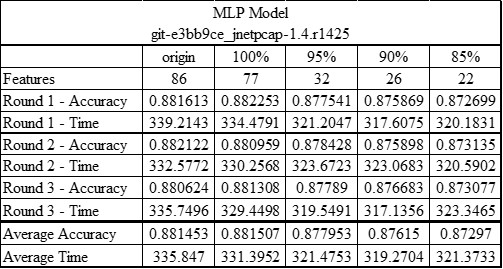 MLP Model
git-e3bb9ce_jnetpcap-1.4.r1425
origin 100% 95% 90% 85%
Features 86 77 32 26 22
Round 1 - Accuracy 0.881613 0.882253 0.877541 0.875869 0.872699
Round 1 - Time 339.2143 334.4791 321.2047 317.6075 320.1831
Round 2 - Accuracy 0.882122 0.880959 0.878428 0.875898 0.873135
Round 2 - Time 332.5772 330.2568 323.6723 323.0683 320.5902
Round 3 - Accuracy 0.880624 0.881308 0.87789 0.876683 0.873077
Round 3 - Time 335.7496 329.4498 319.5491 317.1356 323.3465
Average Accuracy 0.881453 0.881507 0.877953 0.87615 0.87297
Average Time 335.847 331.3952 321.4753 319.2704 321.3733